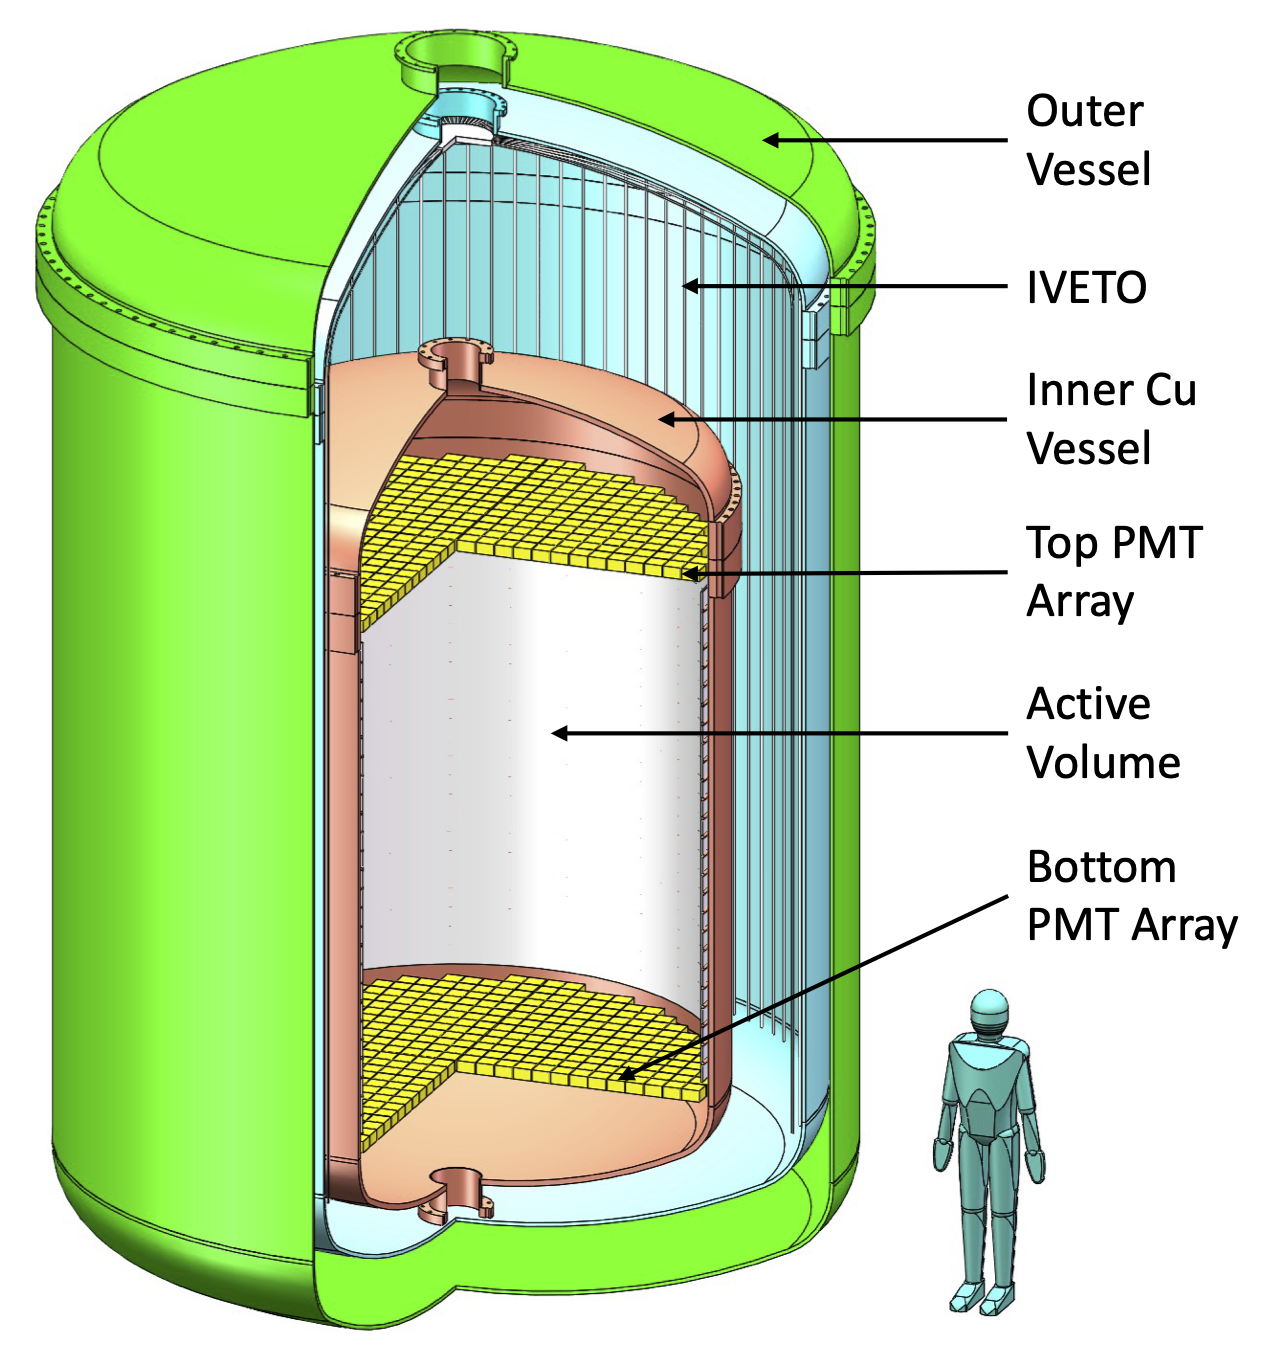 Outer
Vessel
IVETO
Inner Cu
Vessel
Top PMT
Array
Active
Volume
Bottom
PMT Array